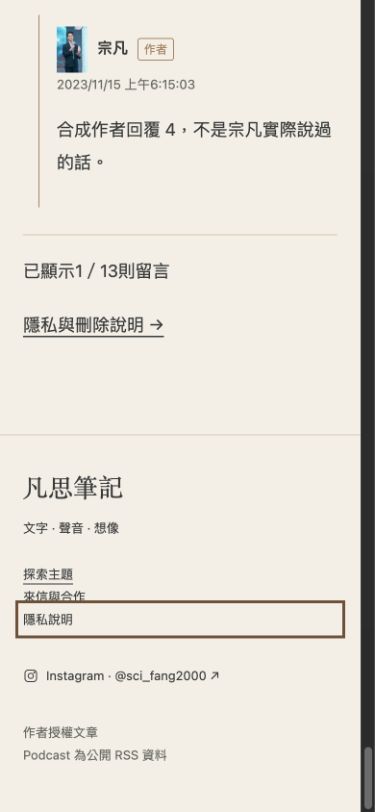 宗凡 作者
2023/11/15 上午6:15:03
合成作者回覆 4，不是宗凡實際說過
的話。
已顯示1 / 13則留言
隱私與刪除說明 →
凡思筆記
文字 · 聲音 · 想像
探索主題
來信與合作
隱私說明
Instagram · @sci_fang2000 ↗
作者授權文章
Podcast 為公開 RSS 資料